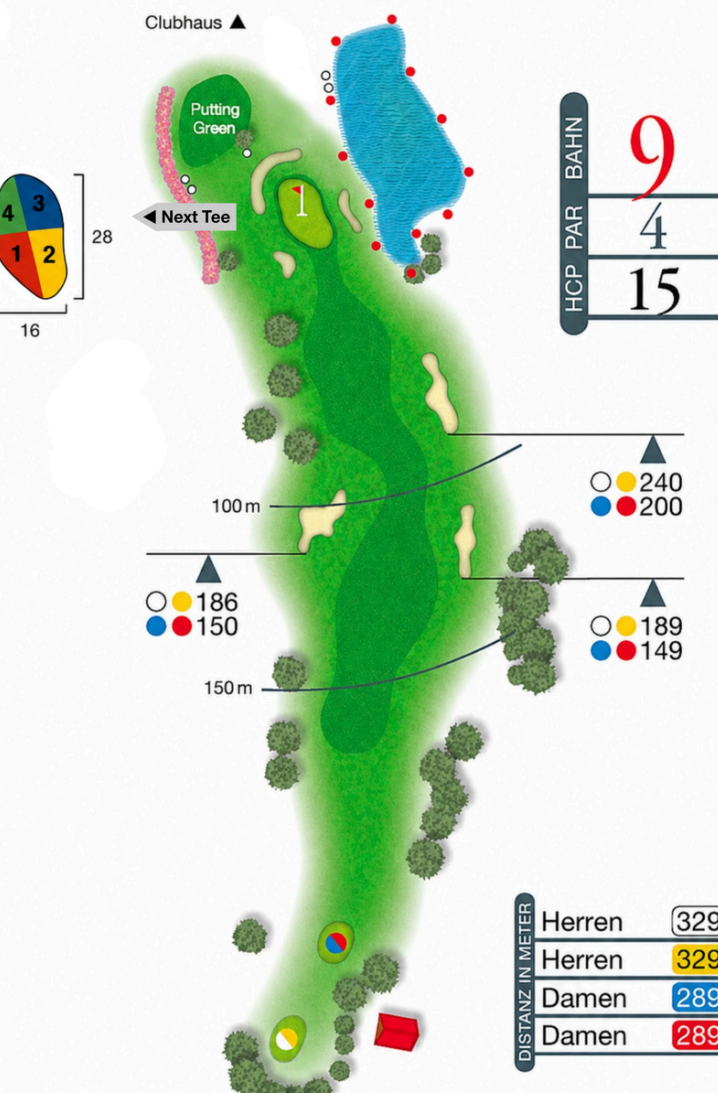 Clubhaus ▲
Putting
Green
BAHN 9
PAR 4
HCP 15
4 3
1 2
28
16
◀ Next Tee
1
240
200
100 m
186
150
189
149
150 m
DISTANZ IN METER
Herren 329
Herren 329
Damen 289
Damen 289